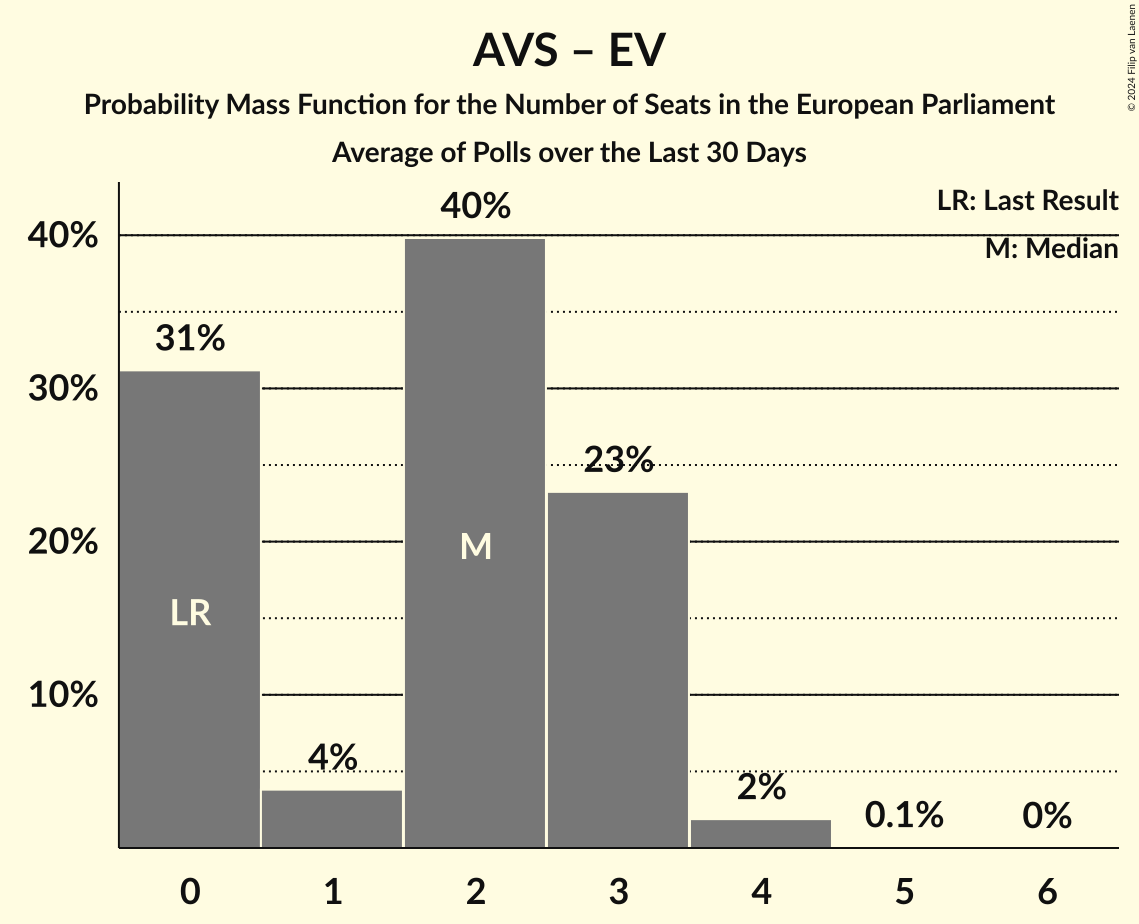 AVS – EV
Probability Mass Function for the Number of Seats in the European Parliament
Average of Polls over the Last 30 Days
© 2024 Filip van Laenen
LR: Last Result
M: Median
40%
30%
20%
10%
31%
4%
40%
23%
2%
0.1%
0%
LR
M
0
1
2
3
4
5
6